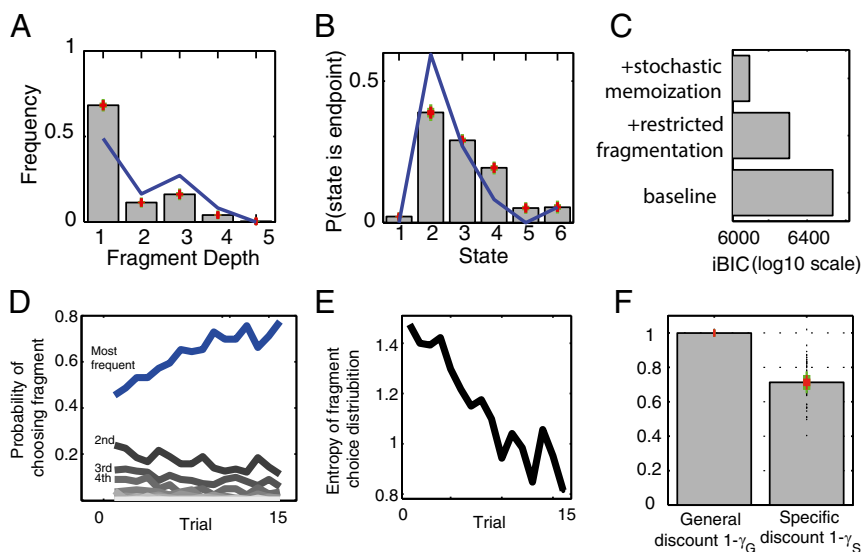 A
1
0.5
0
Frequency
1 2 3 4 5
Fragment Depth
B
0.5
0
P(state is endpoint)
1 2 3 4 5 6
State
C
+stochastic
memoization
+restricted
fragmentation
baseline
6000 6400
iBIC (log10 scale)
D
0.8
0.6
0.4
0.2
Probability of
choosing fragment
Most
frequent
2nd
3rd
4th
0 15
Trial
E
1.4
1.2
1
0.8
Entropy of fragment
choice distriubition
0 15
Trial
F
1
0.8
0.6
0.4
0.2
0
General
discount 1-γG
Specific
discount 1-γS